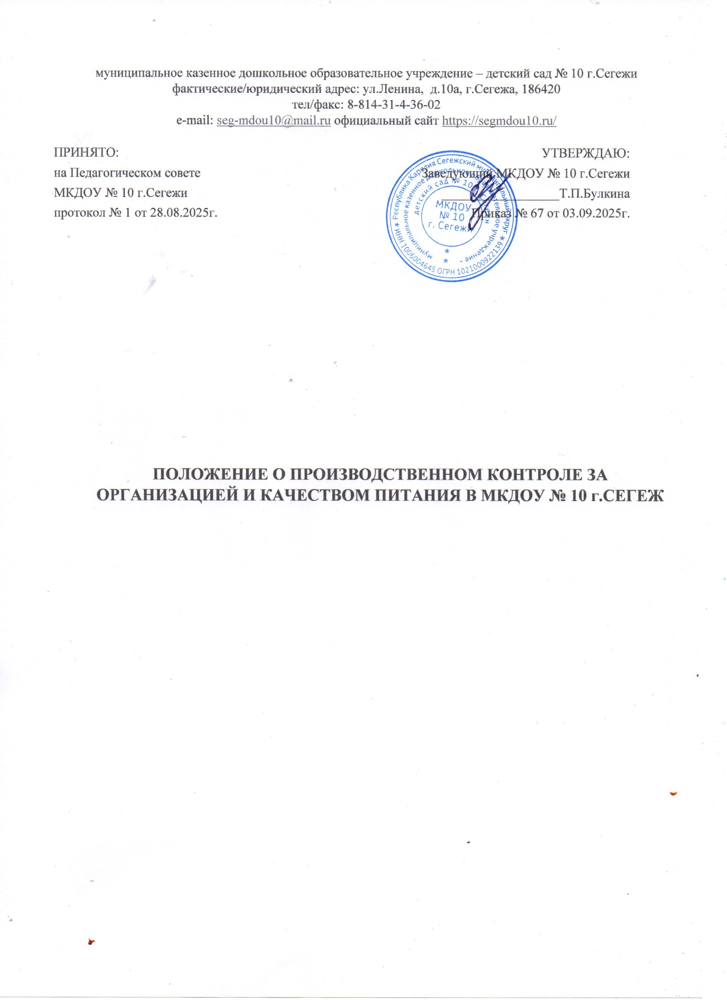 муниципальное казенное дошкольное образовательное учреждение – детский сад № 10 г.Сегежи
фактические/юридический адрес: ул.Ленина, д.10а, г.Сегежа, 186420
тел/факс: 8-814-31-4-36-02
e-mail: seg-mdou10@mail.ru официальный сайт https://segmdou10.ru/
ПРИНЯТО:
на Педагогическом совете
МКДОУ № 10 г.Сегежи
протокол № 1 от 28.08.2025г.
УТВЕРЖДАЮ:
Заведующий МКДОУ № 10 г.Сегежи
Т.П.Булкина
Приказ № 67 от 03.09.2025г.
* Республика Карелия Сегежский муниципальный округ *
ИНН 1006004645 ОГРН 1021000922139
муниципальное казенное дошкольное образовательное учреждение -
детский сад № 10 г. Сегежи
МКДОУ
№ 10
г. Сегежи
*
*
ПОЛОЖЕНИЕ О ПРОИЗВОДСТВЕННОМ КОНТРОЛЕ ЗА
ОРГАНИЗАЦИЕЙ И КАЧЕСТВОМ ПИТАНИЯ В МКДОУ № 10 г.СЕГЕЖ